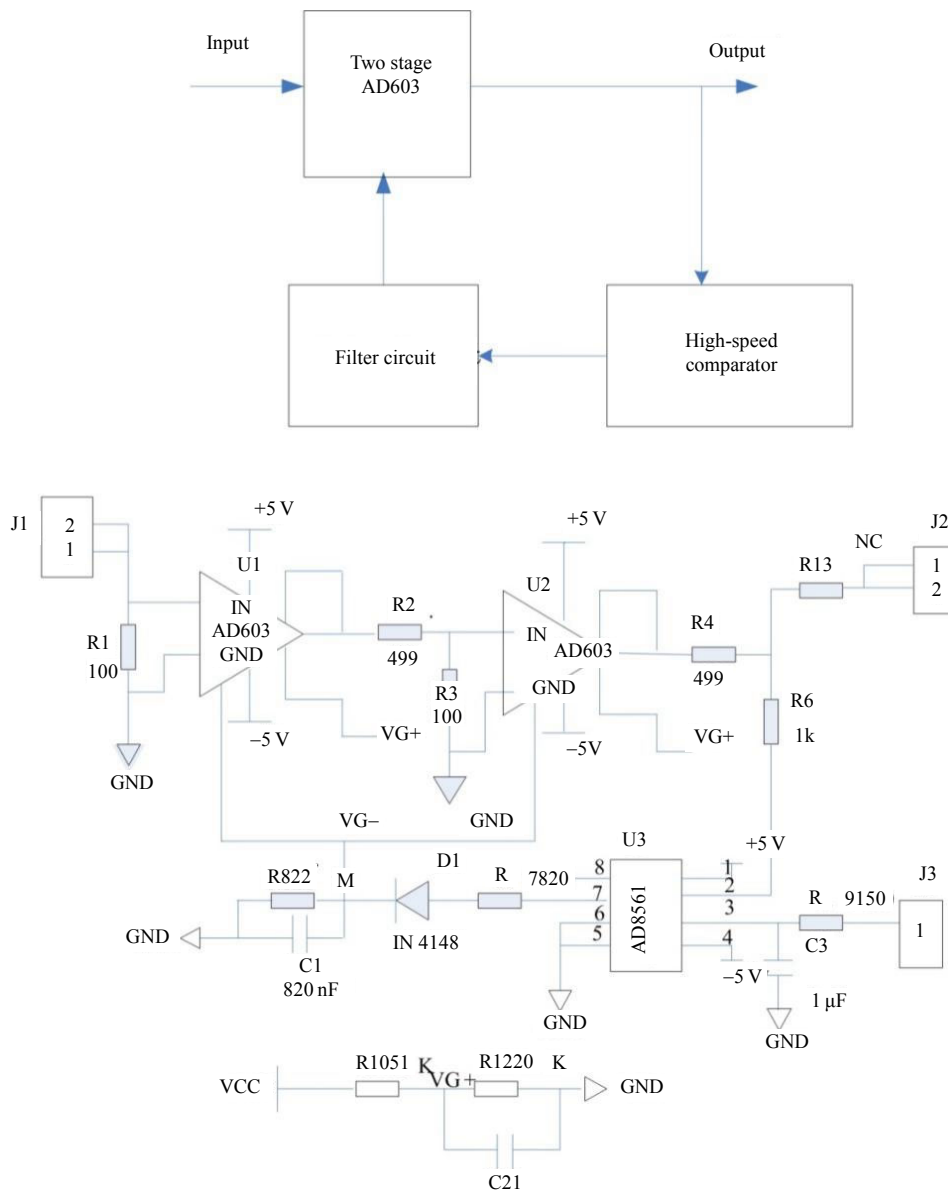 Input
Output
Two stage
AD603
Filter circuit
High-speed
comparator
J1
2
1
+5 V
U1
IN
AD603
GND
R1
100
GND
–5 V
R2
499
R3
100
VG+
+5 V
U2
IN
AD603
GND
–5V
GND
VG+
R4
499
R13
NC
J2
1
2
R6
1k
VG–
+5 V
U3
AD8561
8
7
6
5
1
2
3
4
D1
IN 4148
R
7820
R822
M
GND
C1
820 nF
GND
R
9150
J3
1
C3
–5 V
1 μF
GND
VCC
R1051
K
VG+
R1220
K
GND
C21